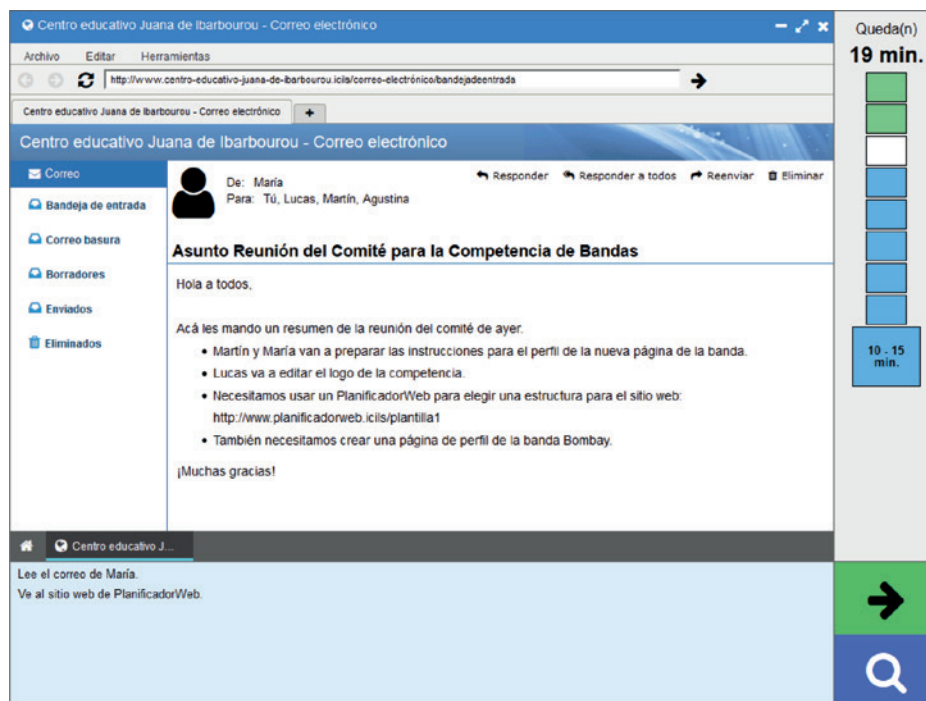 Centro educativo Juana de Ibarbourou - Correo electrónico
Queda(n)
19 min.
Archivo Editar Herramientas
http://www.centro-educativo-juana-de-ibarbourou.icils/correo-electrónico/bandejadeentrada
Centro educativo Juana de Ibarbourou - Correo electrónico +
Centro educativo Juana de Ibarbourou - Correo electrónico
Correo
Bandeja de entrada
Correo basura
Borradores
Enviados
Eliminados
Responder Responder a todos Reenviar Eliminar
De: María
Para: Tú, Lucas, Martín, Agustina
Asunto Reunión del Comité para la Competencia de Bandas
Hola a todos,
Acá les mando un resumen de la reunión del comité de ayer.
• Martín y María van a preparar las instrucciones para el perfil de la nueva página de la banda.
• Lucas va a editar el logo de la competencia.
• Necesitamos usar un PlanificadorWeb para elegir una estructura para el sitio web:
http://www.planificadorweb.icils/plantilla1
• También necesitamos crear una página de perfil de la banda Bombay.
¡Muchas gracias!
10 - 15
min.
Centro educativo J...
Lee el correo de María.
Ve al sitio web de PlanificadorWeb.